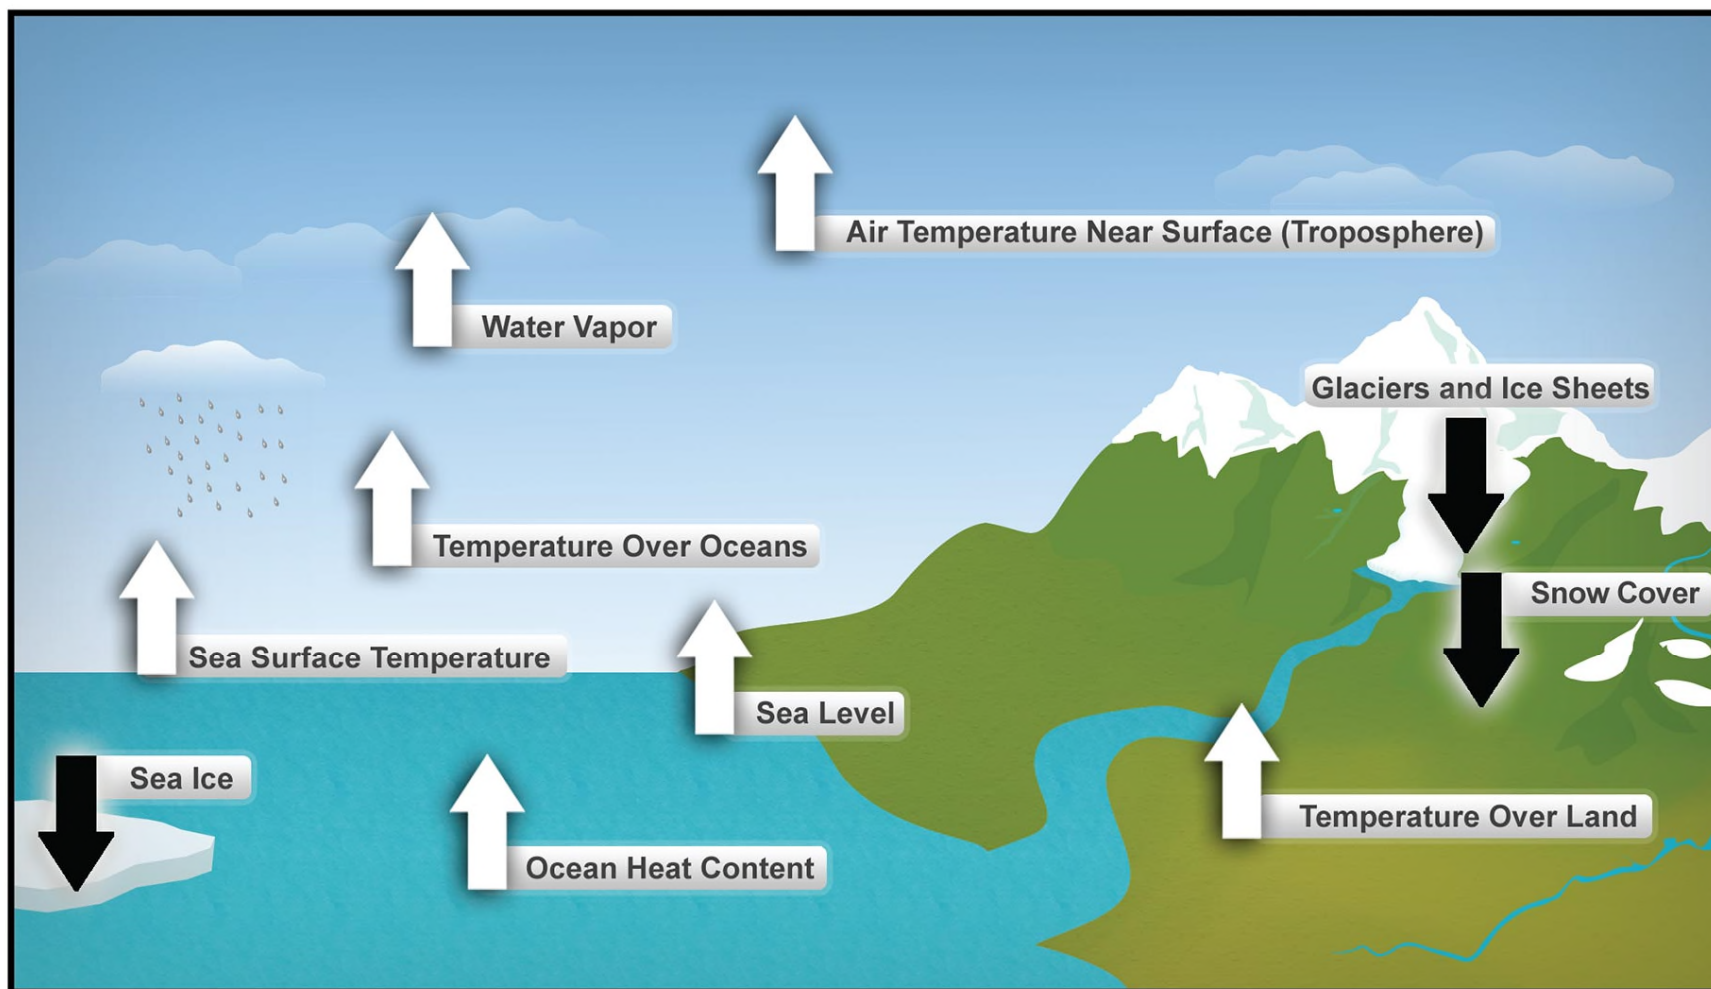 Air Temperature Near Surface (Troposphere)
Water Vapor
Glaciers and Ice Sheets
Temperature Over Oceans
Snow Cover
Sea Surface Temperature
Sea Level
Sea Ice
Temperature Over Land
Ocean Heat Content